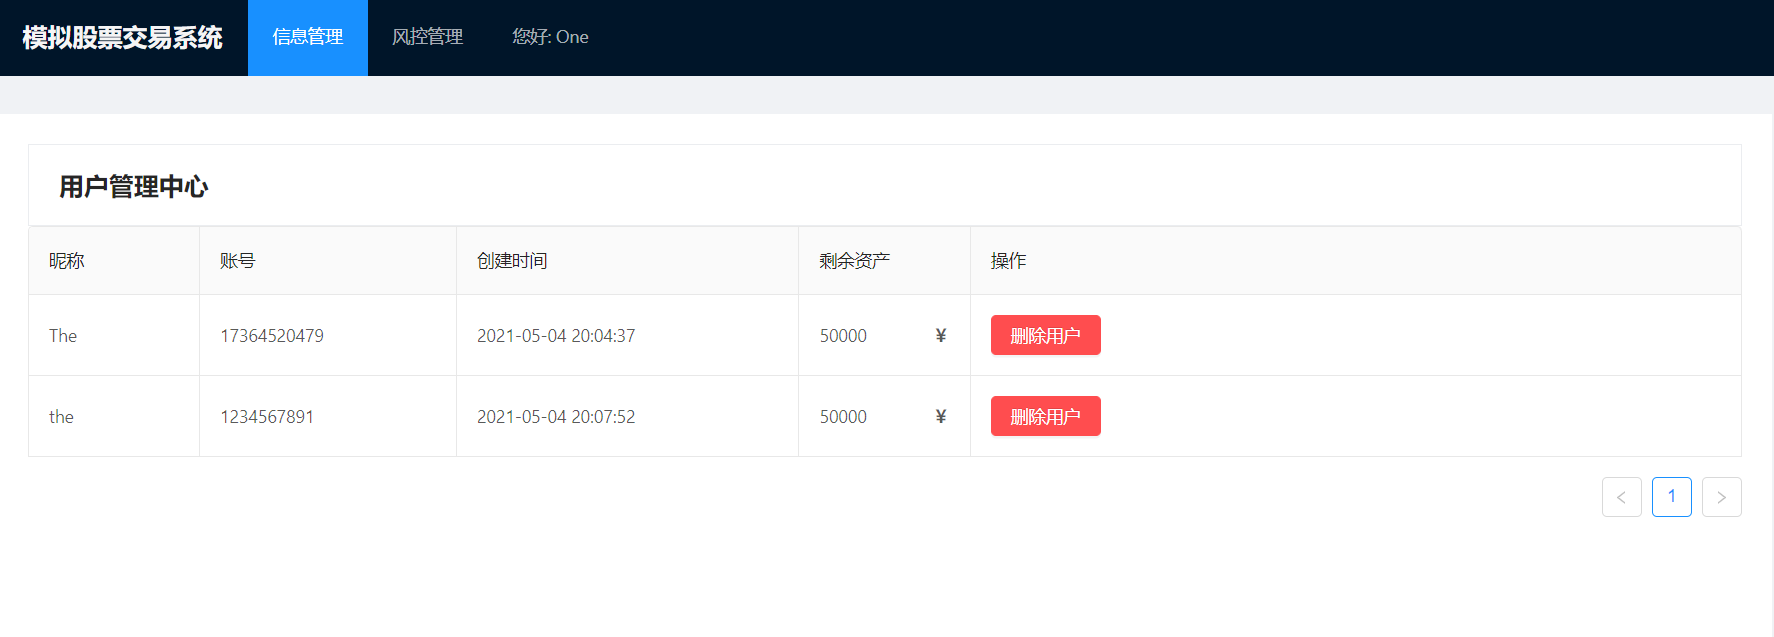 模拟股票交易系统 信息管理 风控管理 您好: One
用户管理中心
昵称 账号 创建时间 剩余资产 操作
The 17364520479 2021-05-04 20:04:37 50000 ¥ 删除用户
the 1234567891 2021-05-04 20:07:52 50000 ¥ 删除用户
< 1 >